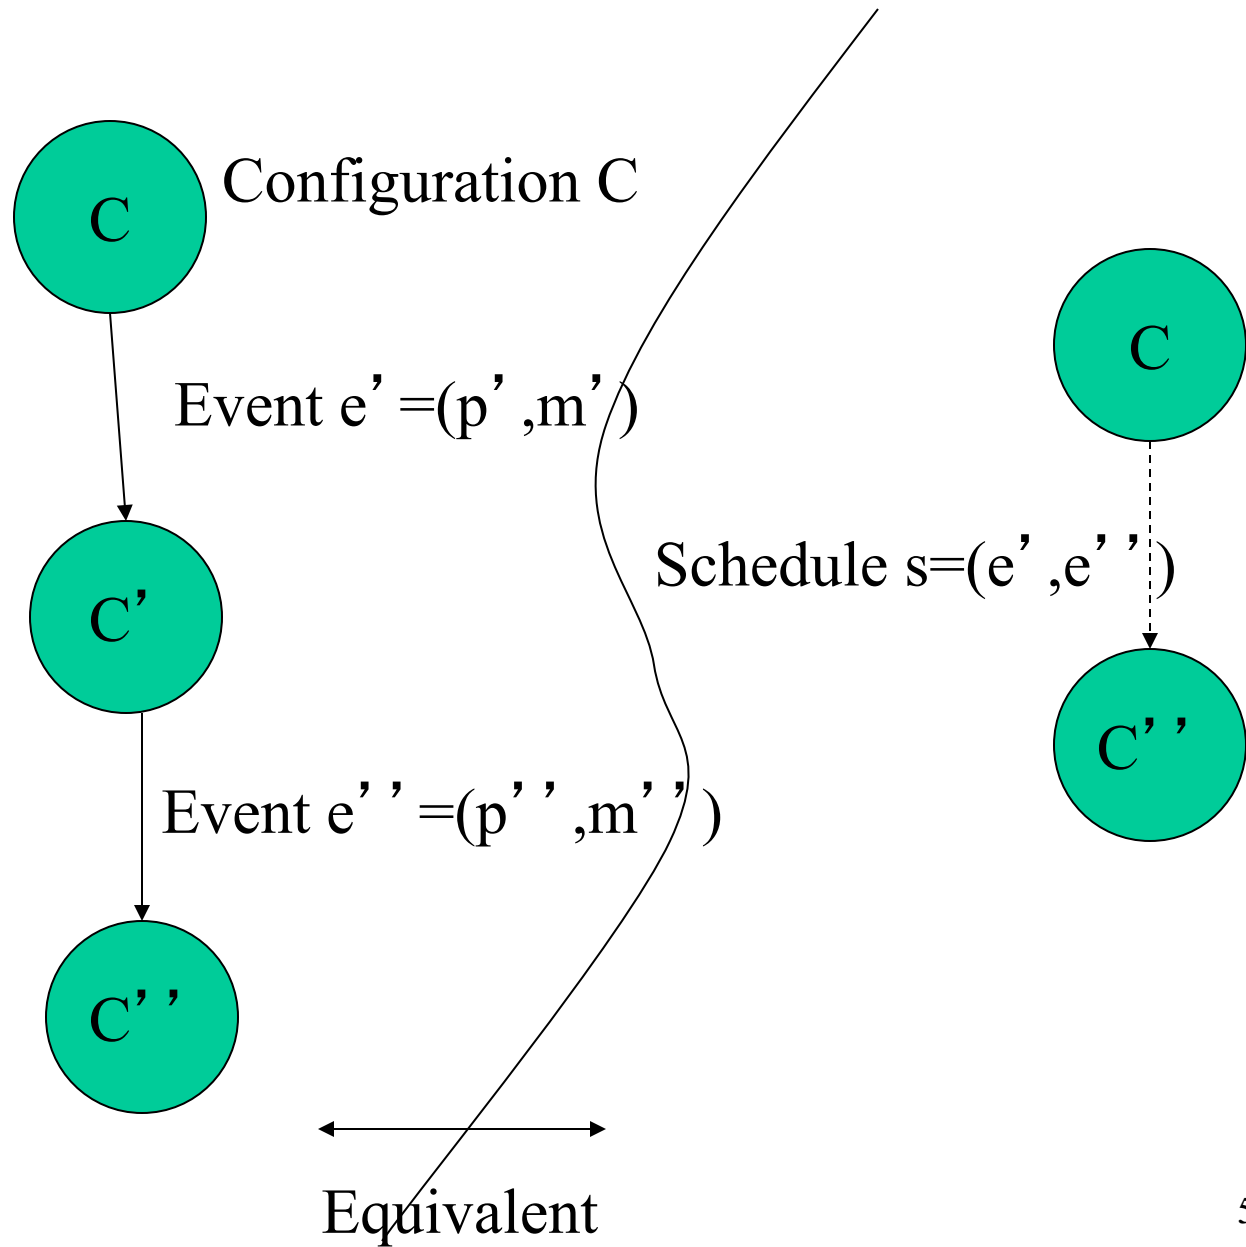 C
Configuration C
Event e’=(p’,m’)
C’
Event e’’=(p’’,m’’)
C’’
C
Schedule s=(e’,e’’)
C’’
Equivalent